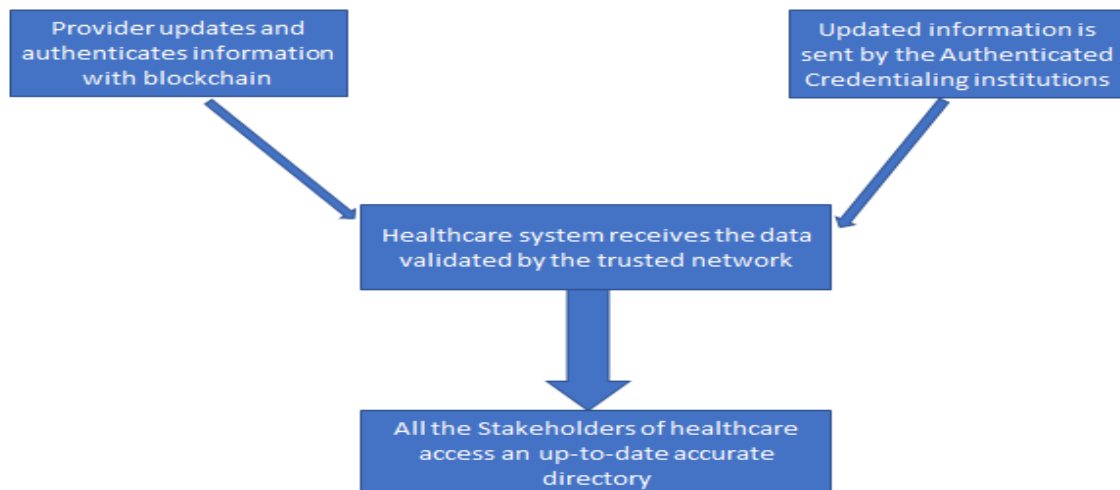 Provider updates and
authenticates information
with blockchain
Updated information is
sent by the Authenticated
Credentialing institutions
Healthcare system receives the data
validated by the trusted network
All the Stakeholders of healthcare
access an up-to-date accurate
directory